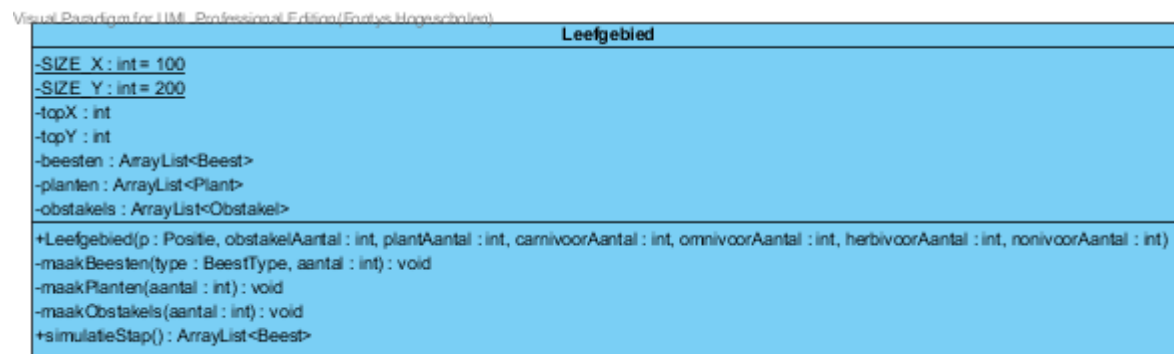 Visual Paradigm for UML Professional Edition(Fontys Hogescholen)
Leefgebied
-SIZE_X : int = 100
-SIZE_Y : int = 200
-topX : int
-topY : int
-beesten : ArrayList<Beest>
-planten : ArrayList<Plant>
-obstakels : ArrayList<Obstakel>
+Leefgebied(p : Positie, obstakelAantal : int, plantAantal : int, carnivoorAantal : int, omnivoorAantal : int, herbivoorAantal : int, nonivoorAantal : int)
-maakBeesten(type : BeestType, aantal : int) : void
-maakPlanten(aantal : int) : void
-maakObstakels(aantal : int) : void
+simulatieStap() : ArrayList<Beest>